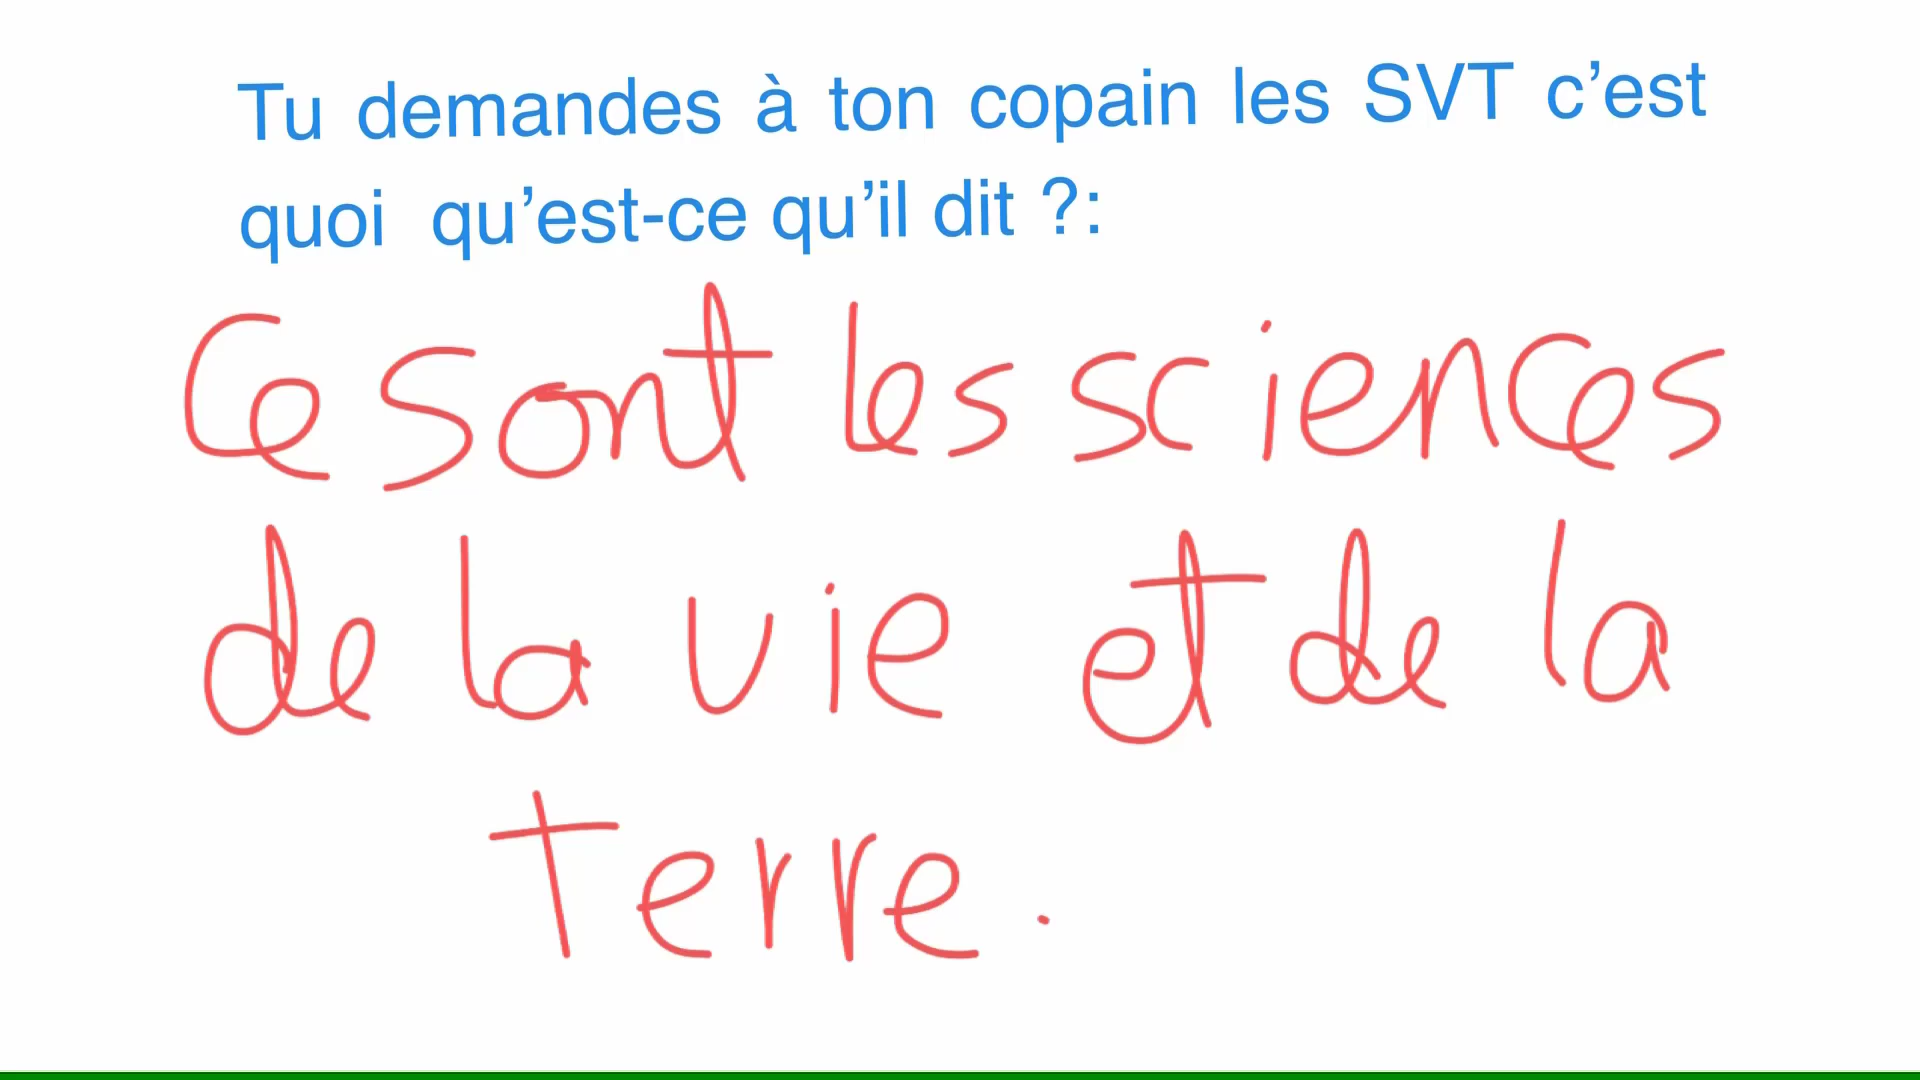 Tu demandes à ton copain les SVT c’est
quoi qu’est-ce qu’il dit ?:
Ce sont les sciences
de la vie et de la
terre.